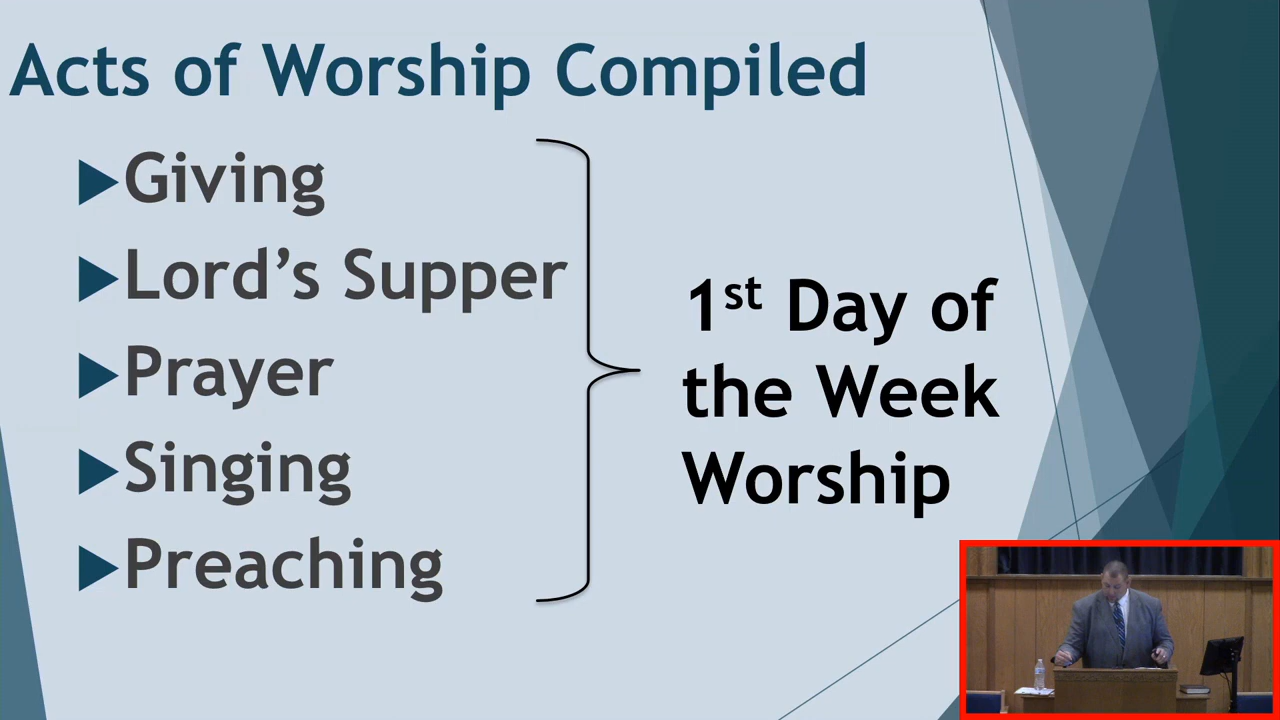 Acts of Worship Compiled
Giving
Lord’s Supper
Prayer
Singing
Preaching
1st Day of
the Week
Worship